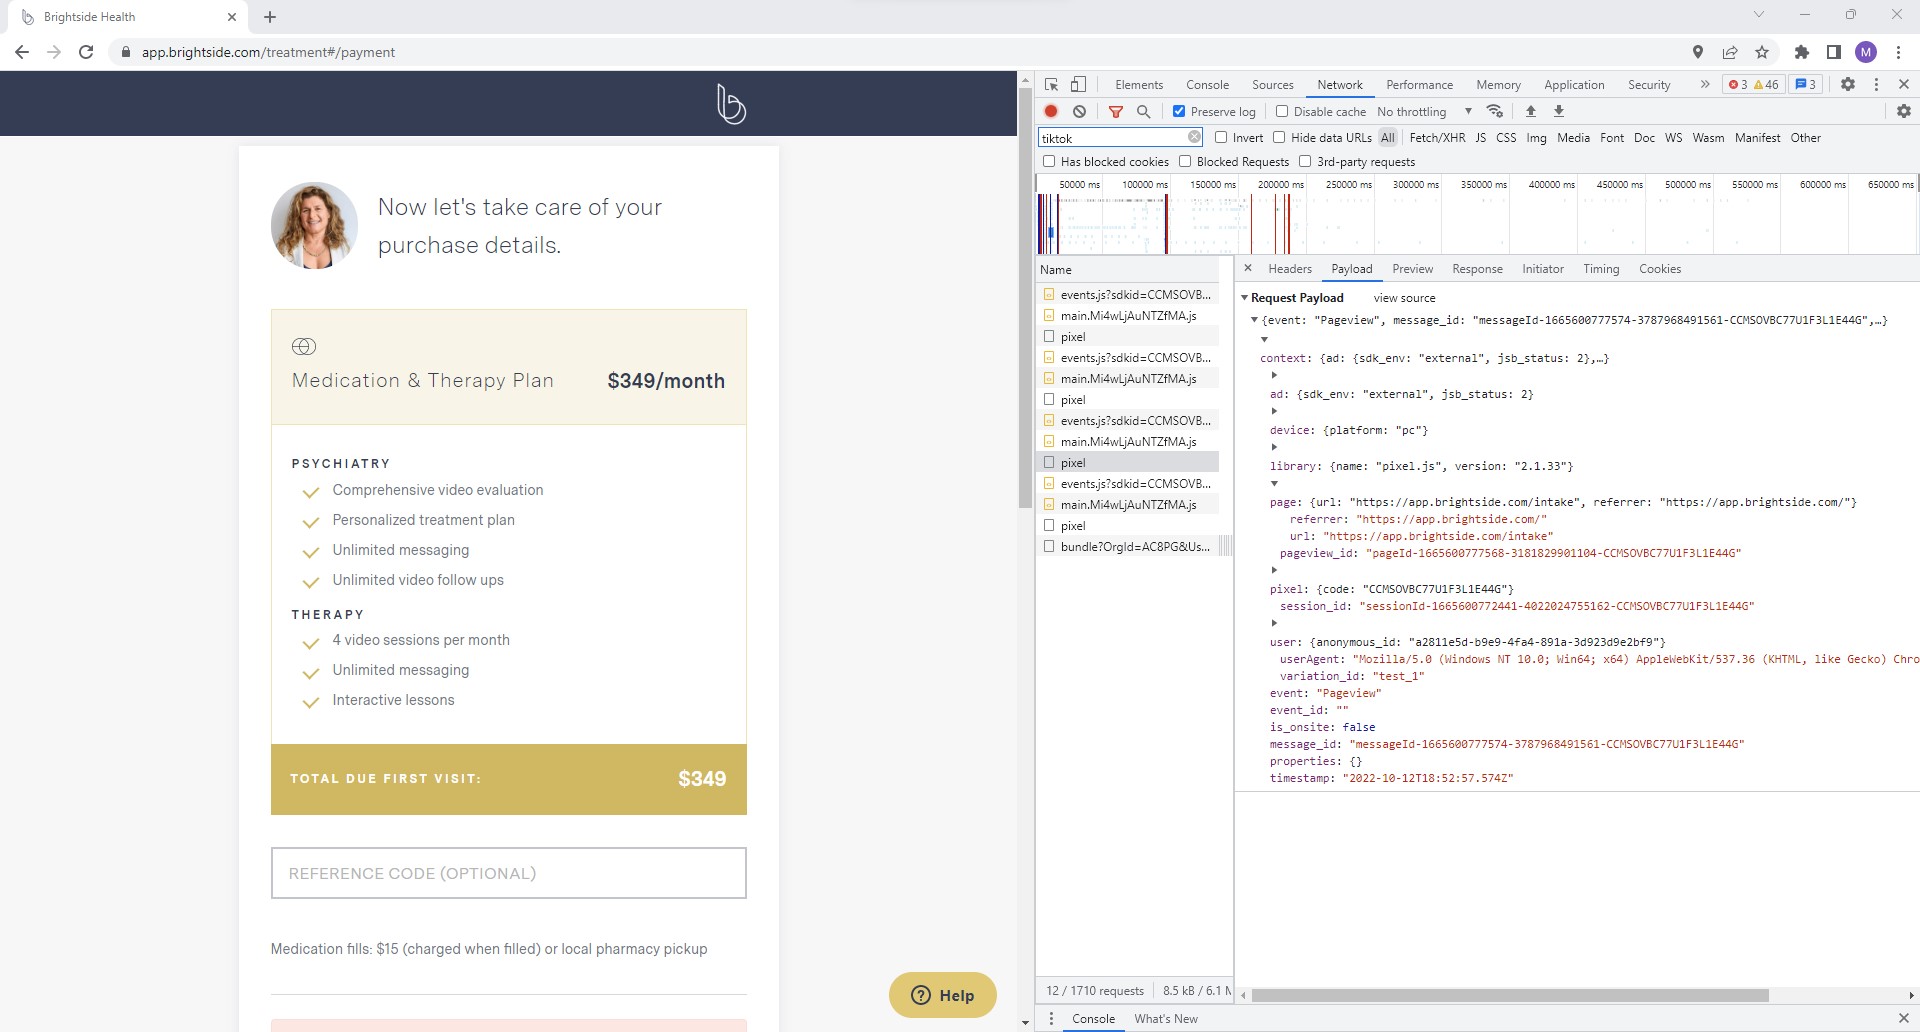 Brightside Health
app.brightside.com/treatment#/payment
M
Now let's take care of your
purchase details.
Medication & Therapy Plan $349/month
PSYCHIATRY
Comprehensive video evaluation
Personalized treatment plan
Unlimited messaging
Unlimited video follow ups
THERAPY
4 video sessions per month
Unlimited messaging
Interactive lessons
TOTAL DUE FIRST VISIT: $349
REFERENCE CODE (OPTIONAL)
Medication fills: $15 (charged when filled) or local pharmacy pickup
Help
Elements Console Sources Network Performance Memory Application Security » 3 46 3
Preserve log Disable cache No throttling
tiktok Invert Hide data URLs All Fetch/XHR JS CSS Img Media Font Doc WS Wasm Manifest Other
Has blocked cookies Blocked Requests 3rd-party requests
50000 ms 100000 ms 150000 ms 200000 ms 250000 ms 300000 ms 350000 ms 400000 ms 450000 ms 500000 ms 550000 ms 600000 ms 650000 ms
Name
events.js?sdkid=CCMSOVB...
main.Mi4wLjAuNTZfMA.js
pixel
events.js?sdkid=CCMSOVB...
main.Mi4wLjAuNTZfMA.js
pixel
events.js?sdkid=CCMSOVB...
main.Mi4wLjAuNTZfMA.js
pixel
events.js?sdkid=CCMSOVB...
main.Mi4wLjAuNTZfMA.js
pixel
bundle?OrgId=AC8PG&Us...
12 / 1710 requests 8.5 kB / 6.1 M
Headers Payload Preview Response Initiator Timing Cookies
Request Payload view source
{event: "Pageview", message_id: "messageId-1665600777574-3787968491561-CCMSOVBC77U1F3L1E44G",…}
context: {ad: {sdk_env: "external", jsb_status: 2},…}
ad: {sdk_env: "external", jsb_status: 2}
device: {platform: "pc"}
library: {name: "pixel.js", version: "2.1.33"}
page: {url: "https://app.brightside.com/intake", referrer: "https://app.brightside.com/"}
referrer: "https://app.brightside.com/"
url: "https://app.brightside.com/intake"
pageview_id: "pageId-1665600777568-3181829901104-CCMSOVBC77U1F3L1E44G"
pixel: {code: "CCMSOVBC77U1F3L1E44G"}
session_id: "sessionId-1665600772441-4022024755162-CCMSOVBC77U1F3L1E44G"
user: {anonymous_id: "a2811e5d-b9e9-4fa4-891a-3d923d9e2bf9"}
userAgent: "Mozilla/5.0 (Windows NT 10.0; Win64; x64) AppleWebKit/537.36 (KHTML, like Gecko) Chro
variation_id: "test_1"
event: "Pageview"
event_id: ""
is_onsite: false
message_id: "messageId-1665600777574-3787968491561-CCMSOVBC77U1F3L1E44G"
properties: {}
timestamp: "2022-10-12T18:52:57.574Z"
Console What's New